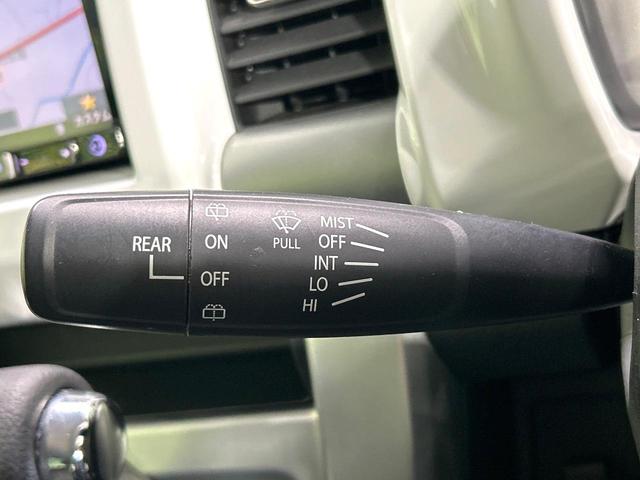 REAR
ON
OFF
PULL
MIST
OFF
INT
LO
HI